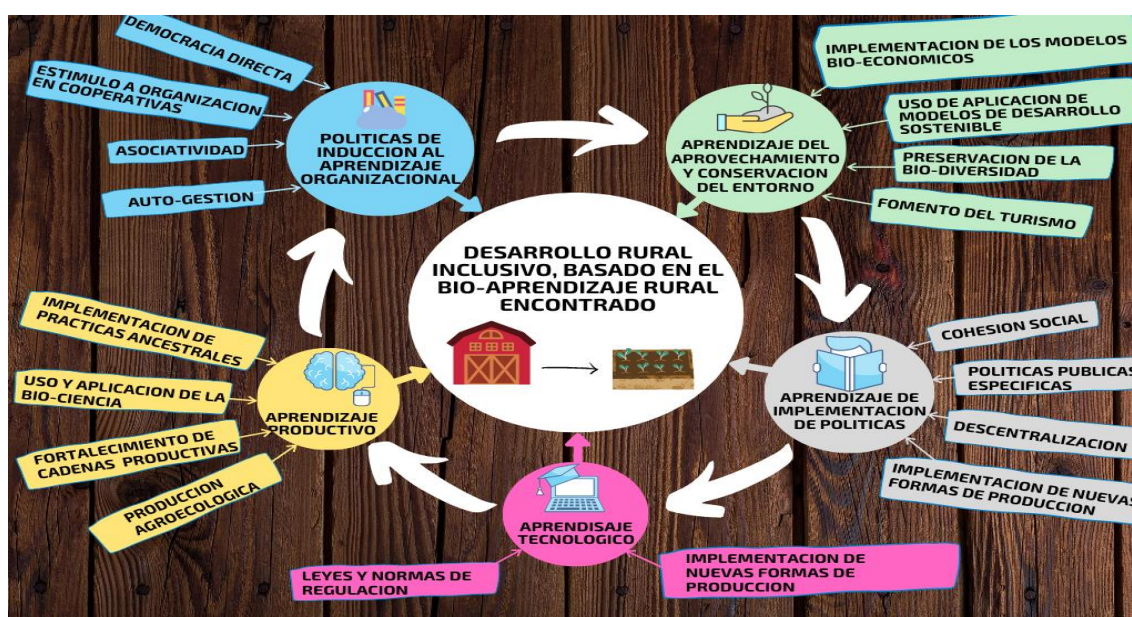 DEMOCRACIA DIRECTA
ESTIMULO A ORGANIZACION
EN COOPERATIVAS
ASOCIATIVIDAD
AUTO-GESTION
POLITICAS DE
INDUCCION AL
APRENDIZAJE
ORGANIZACIONAL
IMPLEMENTACION DE LOS MODELOS
BIO-ECONOMICOS
USO DE APLICACION DE
MODELOS DE DESARROLLO
SOSTENIBLE
PRESERVACION DE LA
BIO-DIVERSIDAD
FOMENTO DEL TURISMO
APRENDIZAJE DEL
APROVECHAMIENTO
Y CONSERVACION
DEL ENTORNO
DESARROLLO RURAL
INCLUSIVO, BASADO EN EL
BIO-APRENDIZAJE RURAL
ENCONTRADO
COHESION SOCIAL
POLITICAS PUBLICAS
ESPECIFICAS
DESCENTRALIZACION
IMPLEMENTACION DE NUEVAS
FORMAS DE PRODUCCION
APRENDIZAJE DE
IMPLEMENTACION
DE POLITICAS
IMPLEMENTACION DE
PRACTICAS ANCESTRALES
USO Y APLICACION DE LA
BIO-CIENCIA
FORTALECIMIENTO DE
CADENAS PRODUCTIVAS
PRODUCCION
AGROECOLOGICA
APRENDIZAJE
PRODUCTIVO
APRENDISAJE
TECNOLOGICO
LEYES Y NORMAS DE
REGULACION
IMPLEMENTACION DE
NUEVAS FORMAS DE
PRODUCCION